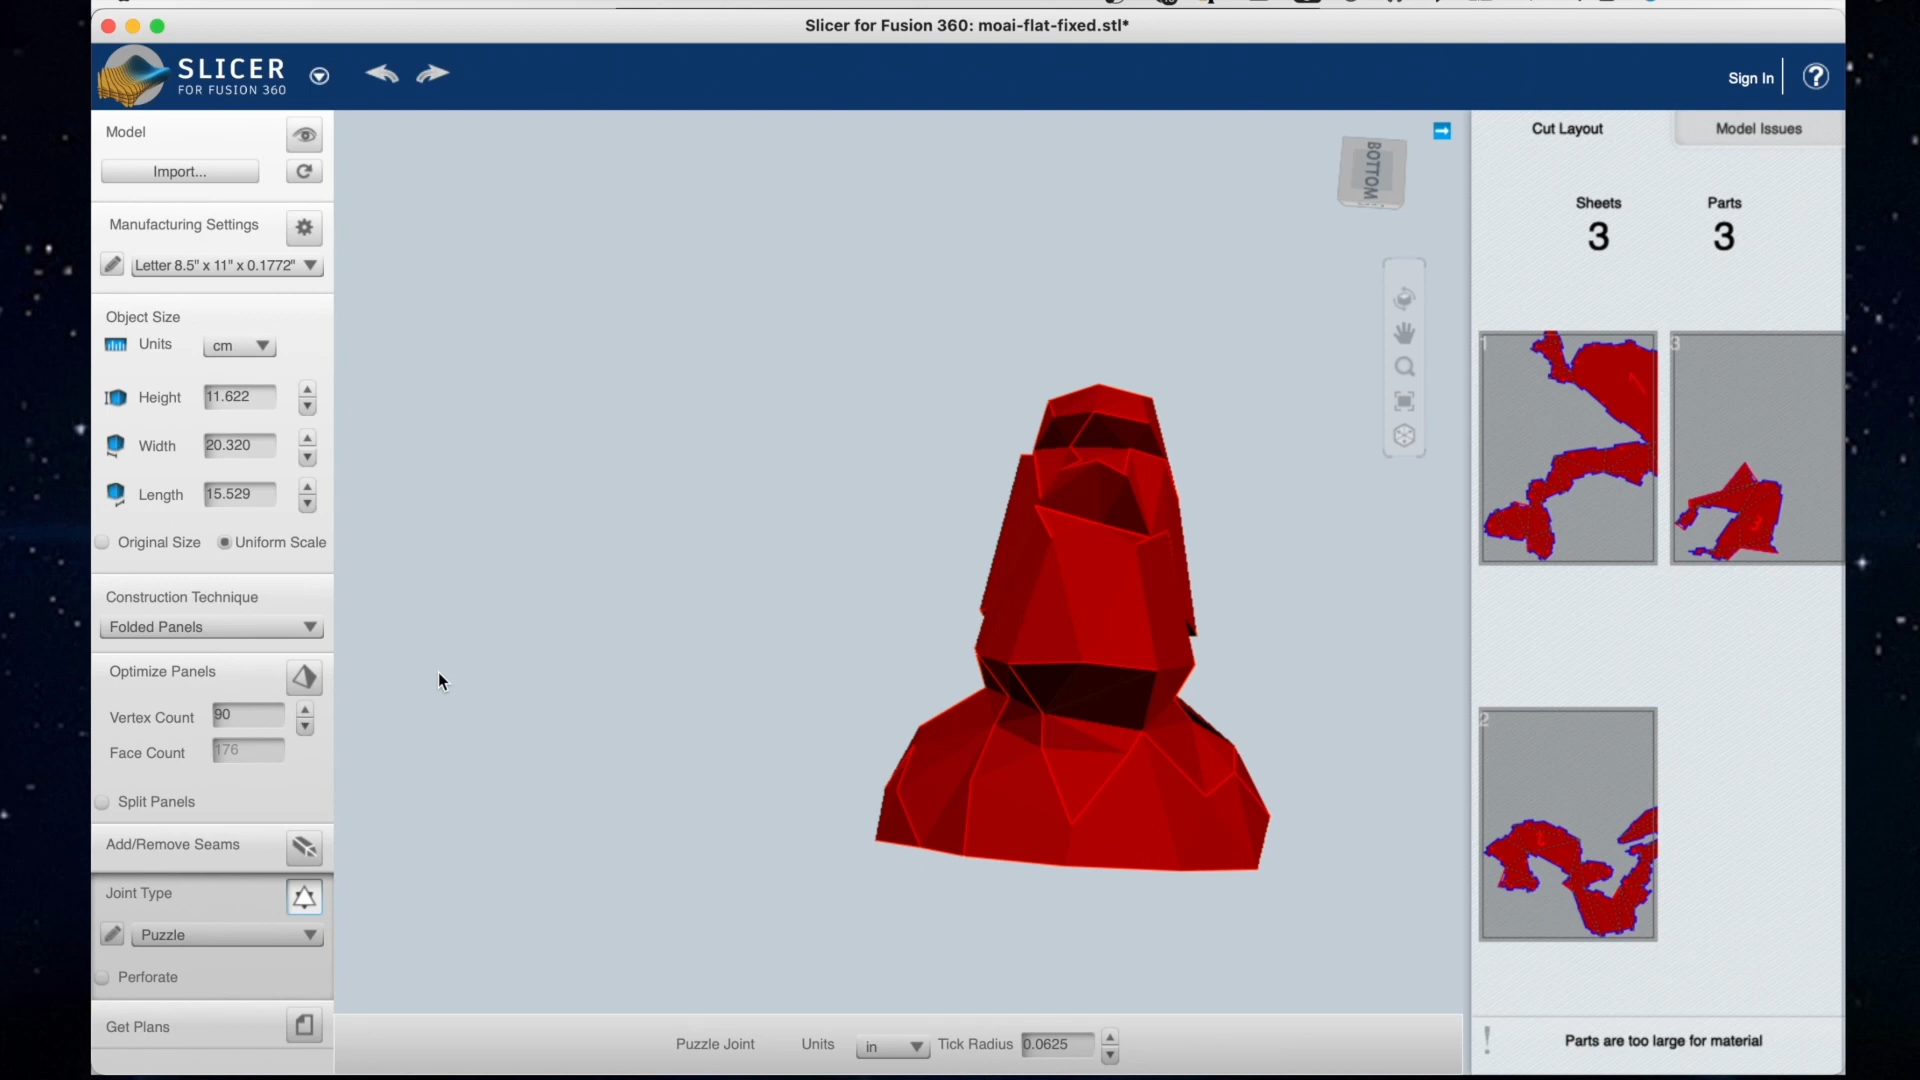 Slicer for Fusion 360: moai-flat-fixed.stl*
SLICER
FOR FUSION 360
Sign In
?
Model
Import...
Manufacturing Settings
Letter 8.5" x 11" x 0.1772"
Object Size
Units
cm
Height
11.622
Width
20.320
Length
15.529
Original Size
Uniform Scale
Construction Technique
Folded Panels
Optimize Panels
Vertex Count
90
Face Count
176
Split Panels
Add/Remove Seams
Joint Type
Puzzle
Perforate
Get Plans
BOTTOM
Puzzle Joint
Units
in
Tick Radius
0.0625
Cut Layout
Model Issues
Sheets
Parts
3
3
1
3
3
2
!
Parts are too large for material